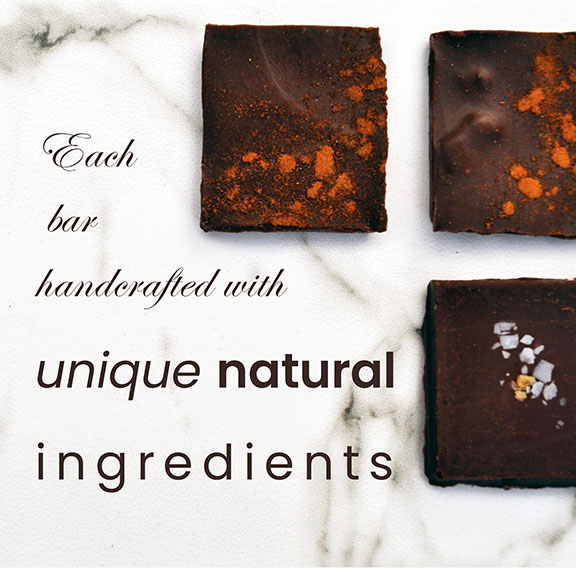 Each
bar
handcrafted with
unique natural
ingredients